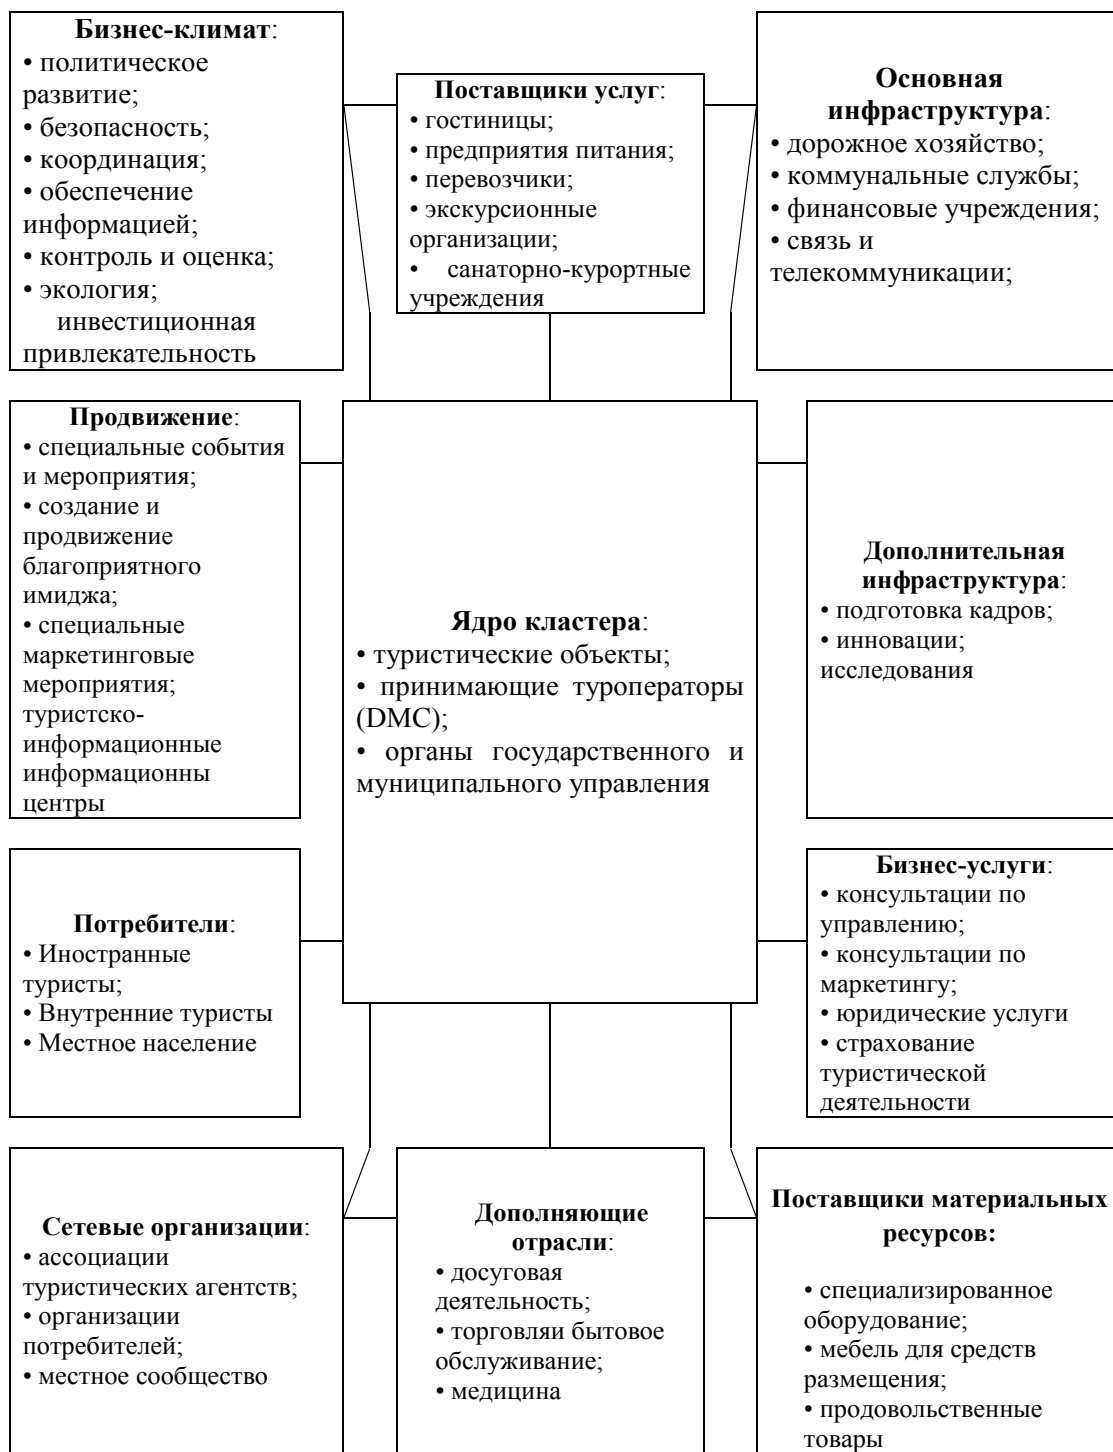 Бизнес-климат:
• политическое
развитие;
• безопасность;
• координация;
• обеспечение
информацией;
• контроль и оценка;
• экология;
инвестиционная
привлекательность
Поставщики услуг:
• гостиницы;
• предприятия питания;
• перевозчики;
• экскурсионные
организации;
• санаторно-курортные
учреждения
Основная
инфраструктура:
• дорожное хозяйство;
• коммунальные службы;
• финансовые учреждения;
• связь и
телекоммуникации;
Продвижение:
• специальные события
и мероприятия;
• создание и
продвижение
благоприятного
имиджа;
• специальные
маркетинговые
мероприятия;
туристско-
информационные
информационны
центры
Ядро кластера:
• туристические объекты;
• принимающие туроператоры
(DMC);
• органы государственного и
муниципального управления
Дополнительная
инфраструктура:
• подготовка кадров;
• инновации;
исследования
Потребители:
• Иностранные
туристы;
• Внутренние туристы
• Местное население
Бизнес-услуги:
• консультации по
управлению;
• консультации по
маркетингу;
• юридические услуги
• страхование
туристической
деятельности
Сетевые организации:
• ассоциации
туристических агентств;
• организации
потребителей;
• местное сообщество
Дополняющие
отрасли:
• досуговая
деятельность;
• торговляи бытовое
обслуживание;
• медицина
Поставщики материальных
ресурсов:
• специализированное
оборудование;
• мебель для средств
размещения;
• продовольственные
товары